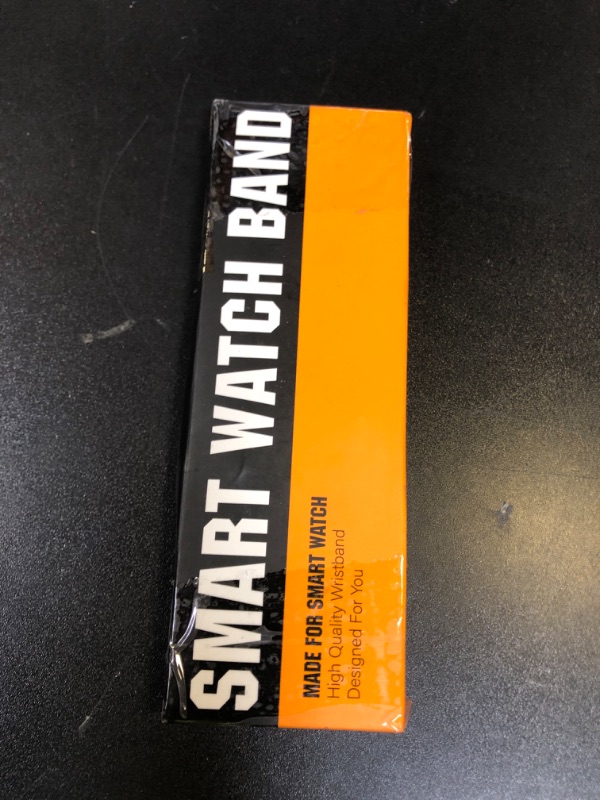 SMART WATCH BAND
MADE FOR SMART WATCH
High Quality Wristband
Designed For You